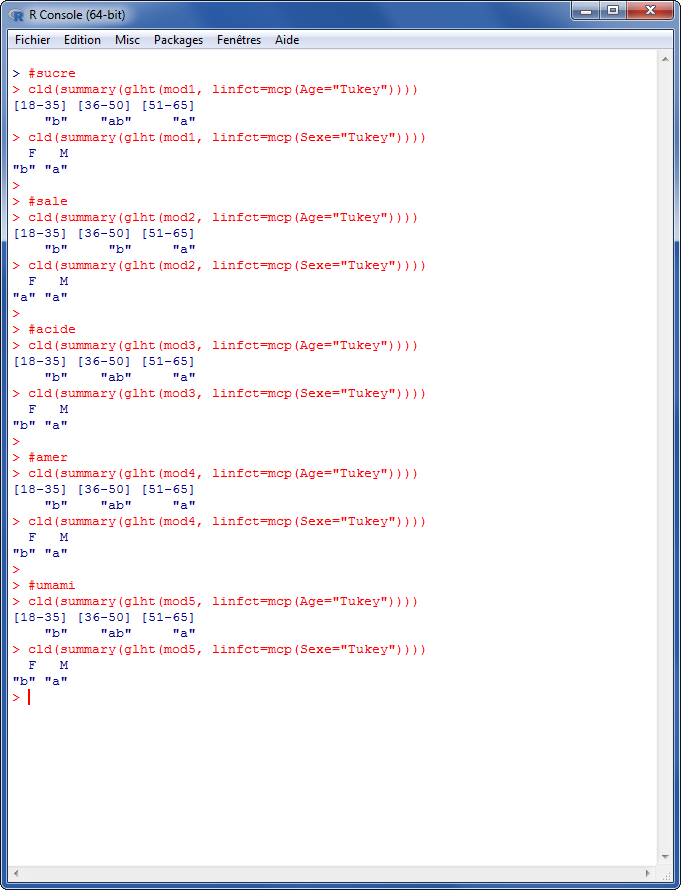 R Console (64-bit)
Fichier Edition Misc Packages Fenêtres Aide
> #sucre
> cld(summary(glht(mod1, linfct=mcp(Age="Tukey"))))
[18-35] [36-50] [51-65]
"b" "ab" "a"
> cld(summary(glht(mod1, linfct=mcp(Sexe="Tukey"))))
F M
"b" "a"
>
> #sale
> cld(summary(glht(mod2, linfct=mcp(Age="Tukey"))))
[18-35] [36-50] [51-65]
"b" "b" "a"
> cld(summary(glht(mod2, linfct=mcp(Sexe="Tukey"))))
F M
"a" "a"
>
> #acide
> cld(summary(glht(mod3, linfct=mcp(Age="Tukey"))))
[18-35] [36-50] [51-65]
"b" "ab" "a"
> cld(summary(glht(mod3, linfct=mcp(Sexe="Tukey"))))
F M
"b" "a"
>
> #amer
> cld(summary(glht(mod4, linfct=mcp(Age="Tukey"))))
[18-35] [36-50] [51-65]
"b" "ab" "a"
> cld(summary(glht(mod4, linfct=mcp(Sexe="Tukey"))))
F M
"b" "a"
>
> #umami
> cld(summary(glht(mod5, linfct=mcp(Age="Tukey"))))
[18-35] [36-50] [51-65]
"b" "ab" "a"
> cld(summary(glht(mod5, linfct=mcp(Sexe="Tukey"))))
F M
"b" "a"
>